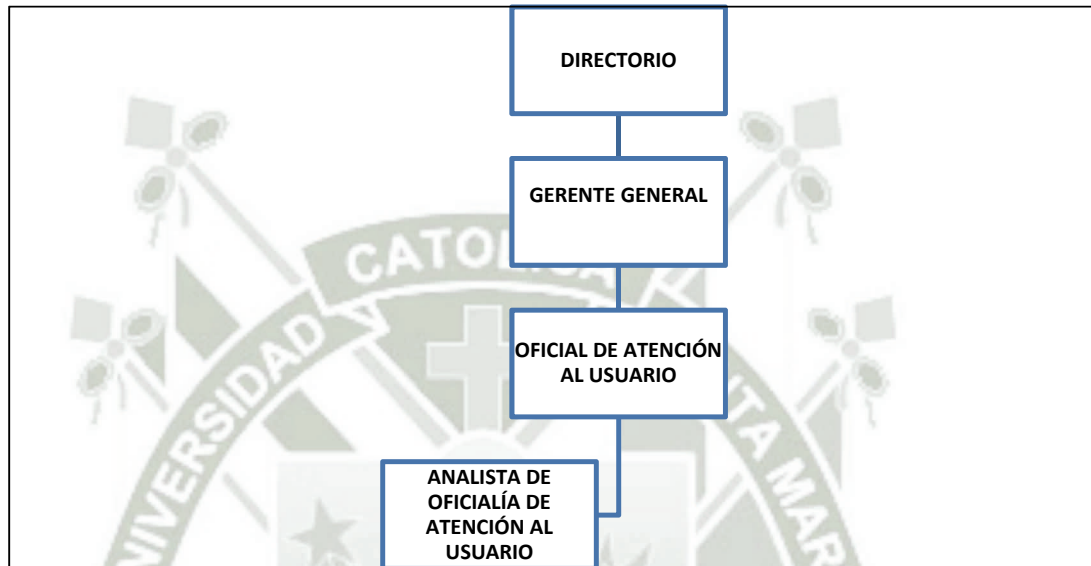 DIRECTORIO
GERENTE GENERAL
OFICIAL DE ATENCIÓN
AL USUARIO
ANALISTA DE
OFICIALÍA DE
ATENCIÓN AL
USUARIO
UNIVERSIDAD
CATOLICA